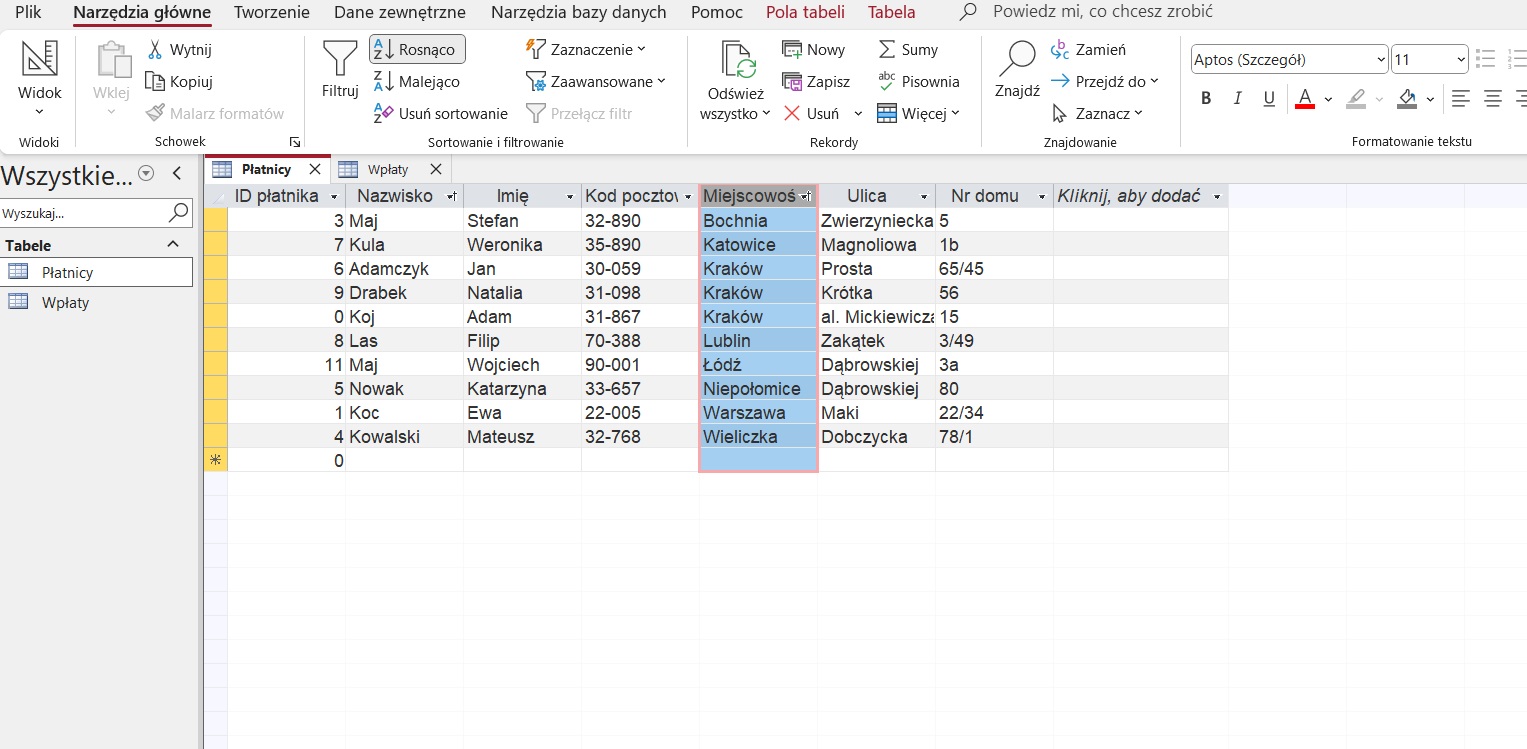 Plik Narzędzia główne Tworzenie Dane zewnętrzne Narzędzia bazy danych Pomoc Pola tabeli Tabela Powiedz mi, co chcesz zrobić
Widok
Widoki
Wklej
Wytnij
Kopiuj
Malarz formatów
Schowek
Filtruj
Rosnąco
Malejąco
Usuń sortowanie
Zaznaczenie
Zaawansowane
Przełącz filtr
Sortowanie i filtrowanie
Odśwież
wszystko
Nowy
Zapisz
Usuń
Sumy
Pisownia
Więcej
Rekordy
Znajdź
Zamień
Przejdź do
Zaznacz
Znajdowanie
Aptos (Szczegół) 11
B I U A
Formatowanie tekstu
Wszystkie...
Wyszukaj...
Tabele
Płatnicy
Wpłaty
Płatnicy Wpłaty
ID płatnika Nazwisko Imię Kod pocztow Miejscowoś Ulica Nr domu Kliknij, aby dodać
3 Maj Stefan 32-890 Bochnia Zwierzyniecka 5
7 Kula Weronika 35-890 Katowice Magnoliowa 1b
6 Adamczyk Jan 30-059 Kraków Prosta 65/45
9 Drabek Natalia 31-098 Kraków Krótka 56
0 Koj Adam 31-867 Kraków al. Mickiewicza 15
8 Las Filip 70-388 Lublin Zakątek 3/49
11 Maj Wojciech 90-001 Łódź Dąbrowskiej 3a
5 Nowak Katarzyna 33-657 Niepołomice Dąbrowskiej 80
1 Koc Ewa 22-005 Warszawa Maki 22/34
4 Kowalski Mateusz 32-768 Wieliczka Dobczycka 78/1
0